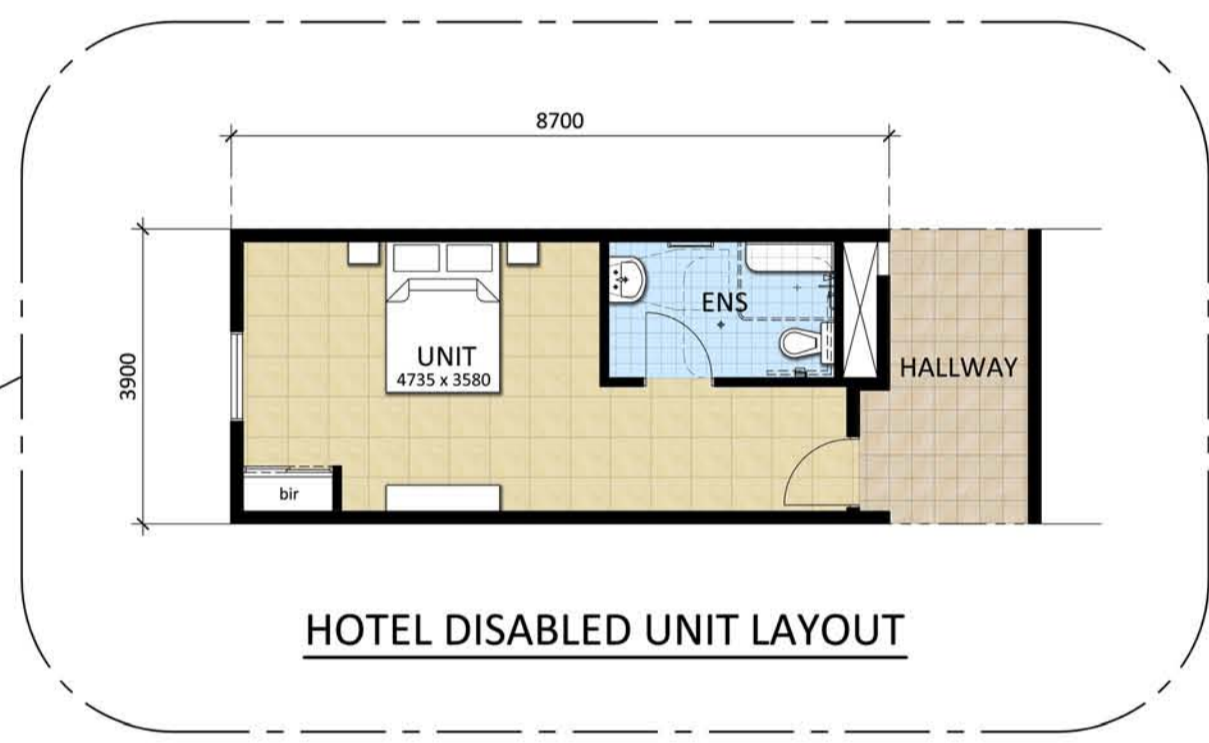 8700
3900
UNIT
4735 x 3580
ENS
HALLWAY
bir
HOTEL DISABLED UNIT LAYOUT